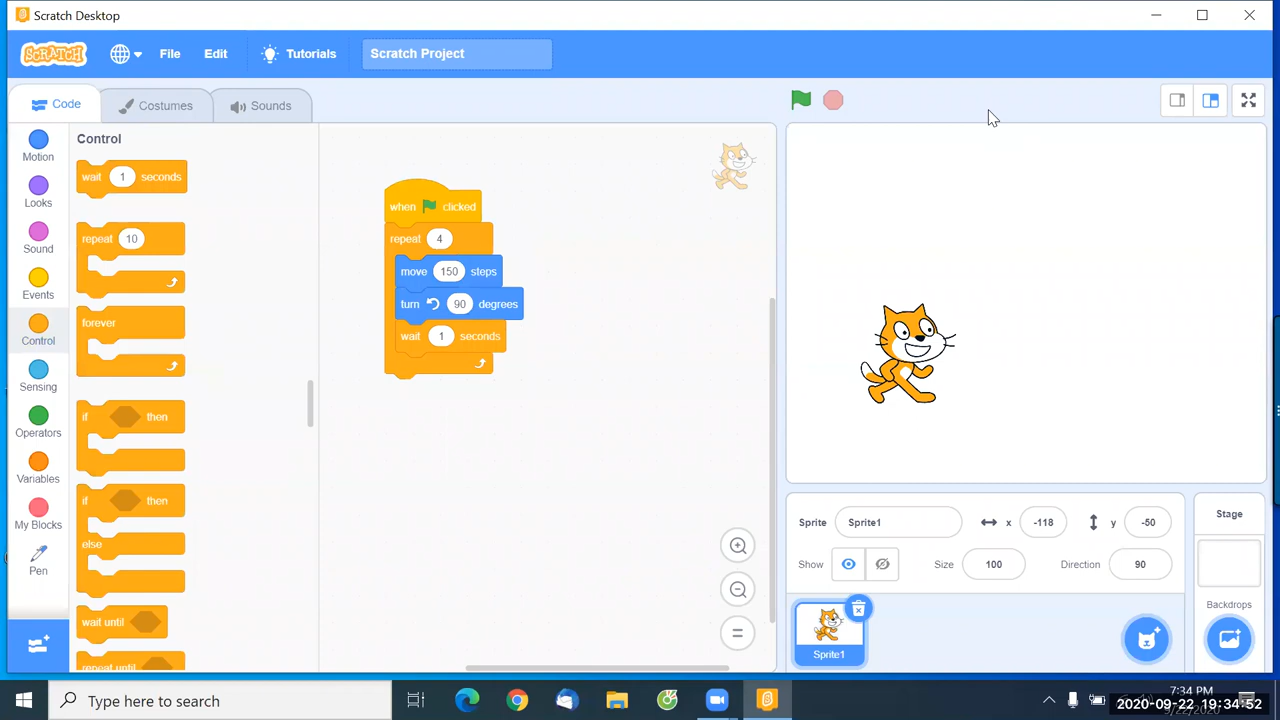 Scratch Desktop
SCRATCH
File
Edit
Tutorials
Scratch Project
Code
Costumes
Sounds
Motion
Looks
Sound
Events
Control
Sensing
Operators
Variables
My Blocks
Pen
Control
wait 1 seconds
repeat 10
forever
if then
if then
else
wait until
repeat until
when clicked
repeat 4
move 150 steps
turn 90 degrees
wait 1 seconds
Sprite Sprite1 x -118 y -50
Show Size 100 Direction 90
Sprite1
Stage
Backdrops
Type here to search
7:34 PM
2020-09-22 19:34:52